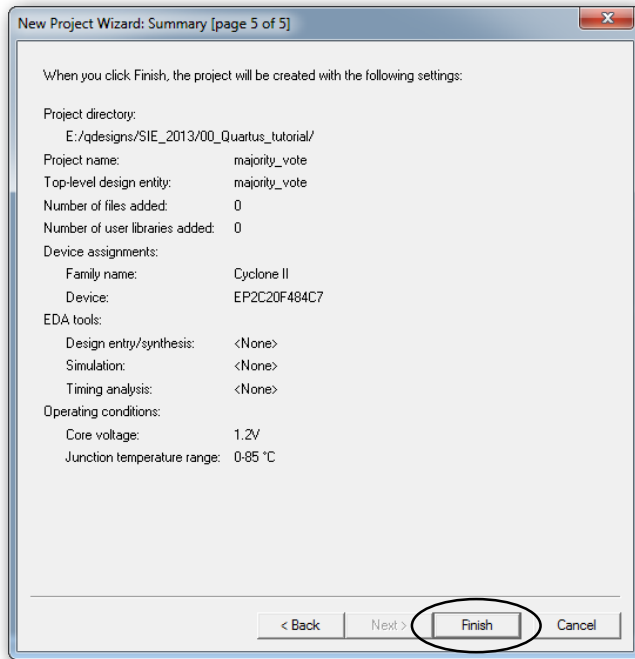 New Project Wizard: Summary [page 5 of 5]
When you click Finish, the project will be created with the following settings:
Project directory:
E:/qdesigns/SIE_2013/00_Quartus_tutorial/
Project name: majority_vote
Top-level design entity: majority_vote
Number of files added: 0
Number of user libraries added: 0
Device assignments:
Family name: Cyclone II
Device: EP2C20F484C7
EDA tools:
Design entry/synthesis: <None>
Simulation: <None>
Timing analysis: <None>
Operating conditions:
Core voltage: 1.2V
Junction temperature range: 0-85 °C
< Back Next > Finish Cancel